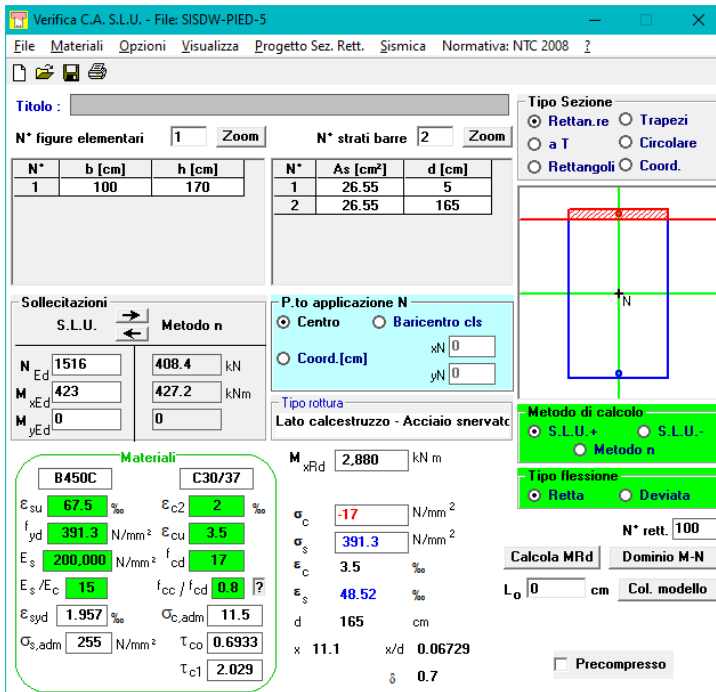 Verifica C.A. S.L.U. - File: SISDW-PIED-5
File Materiali Opzioni Visualizza Progetto Sez. Rett. Sismica Normativa: NTC 2008 ?
Titolo :
N° figure elementari 1 Zoom N° strati barre 2 Zoom
N° b [cm] h [cm]
1 100 170
N° As [cm²] d [cm]
1 26.55 5
2 26.55 165
Tipo Sezione
Rettan.re Trapezi
a T Circolare
Rettangoli Coord.
N
Sollecitazioni
S.L.U. Metodo n
N Ed 1516 408.4 kN
M xEd 423 427.2 kNm
M yEd 0 0
P.to applicazione N
Centro Baricentro cls
Coord.[cm] xN 0
yN 0
Tipo rottura
Lato calcestruzzo - Acciaio snervato
Metodo di calcolo
S.L.U.+ S.L.U.-
Metodo n
Tipo flessione
Retta Deviata
N° rett. 100
Calcola MRd Dominio M-N
L o 0 cm Col. modello
Precompresso
Materiali
B450C C30/37
εsu 67.5 ‰ εc2 2 ‰
fyd 391.3 N/mm² εcu 3.5
Es 200,000 N/mm² fcd 17
Es/Ec 15 fcc / fcd 0.8 ?
εsyd 1.957 ‰ σc,adm 11.5
σs,adm 255 N/mm² τco 0.6933
τc1 2.029
M xRd 2,880 kN m
σc -17 N/mm²
σs 391.3 N/mm²
εc 3.5 ‰
εs 48.52 ‰
d 165 cm
x 11.1 x/d 0.06729
δ 0.7